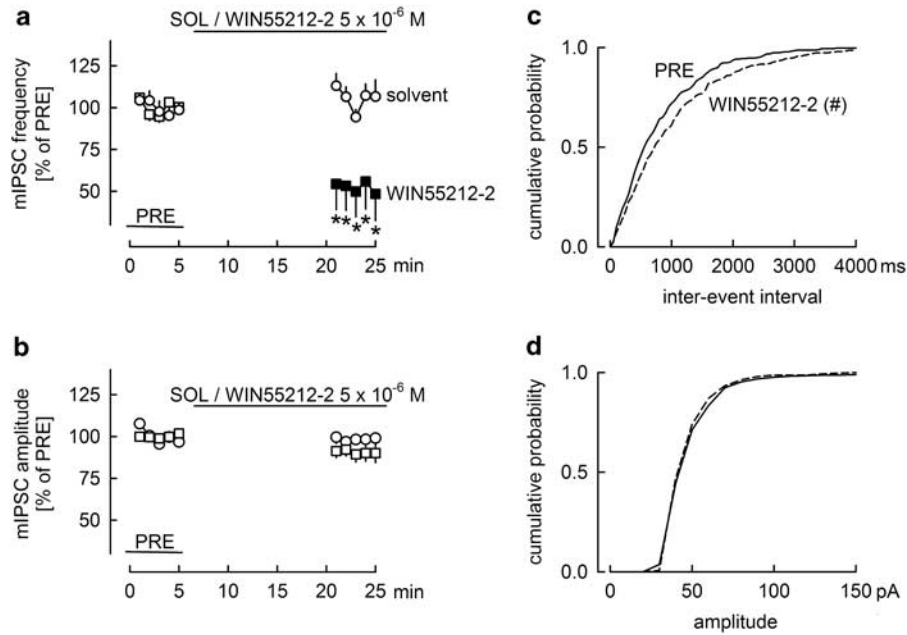 a
SOL / WIN55212-2 5 x 10⁻⁶ M
mIPSC frequency
[% of PRE]
125
100
75
50
solvent
WIN55212-2
* * * * *
PRE
0 5 10 15 20 25 min
b
SOL / WIN55212-2 5 x 10⁻⁶ M
mIPSC amplitude
[% of PRE]
125
100
75
50
PRE
0 5 10 15 20 25 min
c
cumulative probability
1.0
0.5
0.0
PRE
WIN55212-2 (#)
0 1000 2000 3000 4000 ms
inter-event interval
d
cumulative probability
1.0
0.5
0.0
0 50 100 150 pA
amplitude